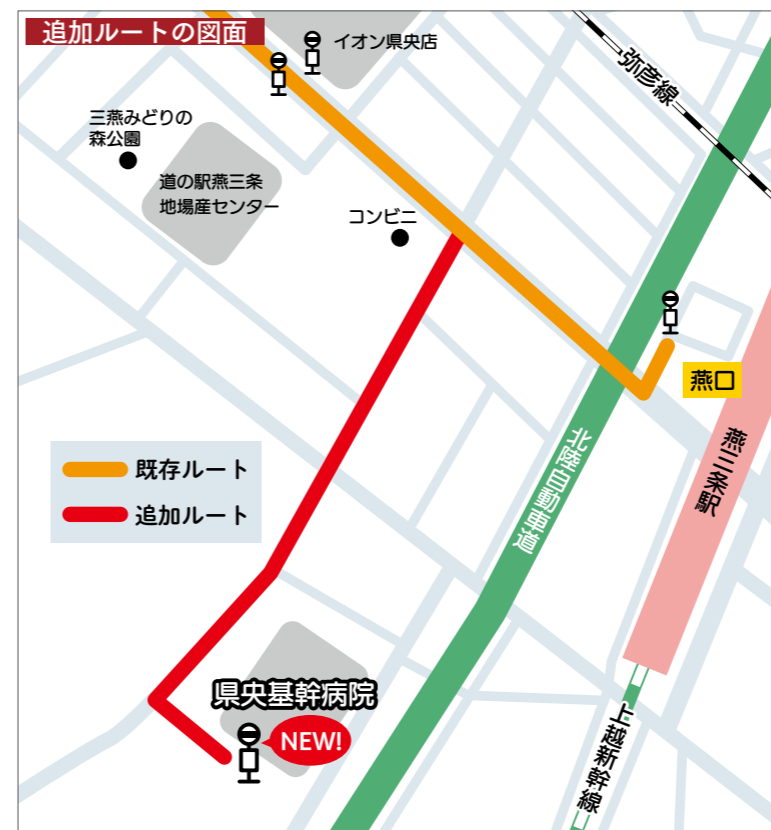 追加ルートの図面
イオン県央店
弥彦線
三燕みどりの
森公園
道の駅燕三条
地場産センター
コンビニ
燕口
燕三条駅
北陸自動車道
既存ルート
追加ルート
県央基幹病院
NEW!
上越新幹線